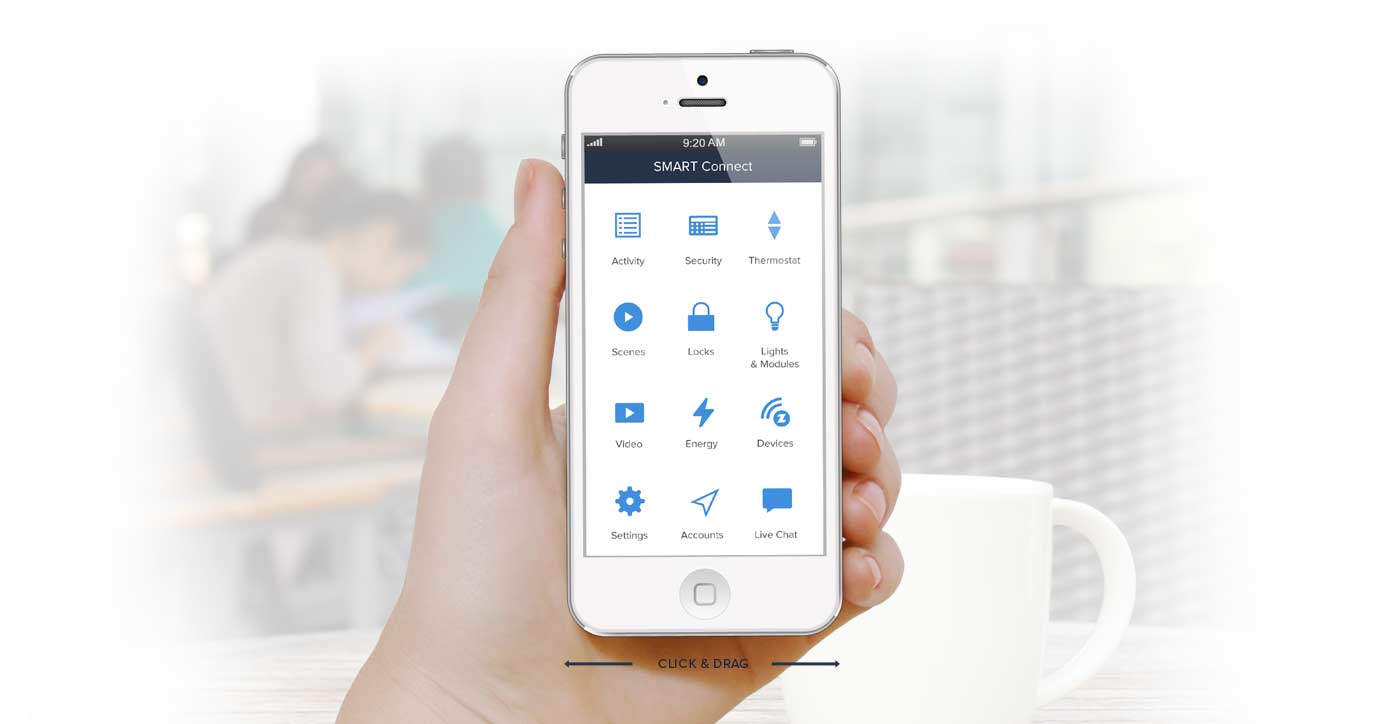 9:20 AM
SMART Connect
Activity
Security
Thermostat
Scenes
Locks
Lights
& Modules
Video
Energy
Devices
Settings
Accounts
Live Chat
CLICK & DRAG